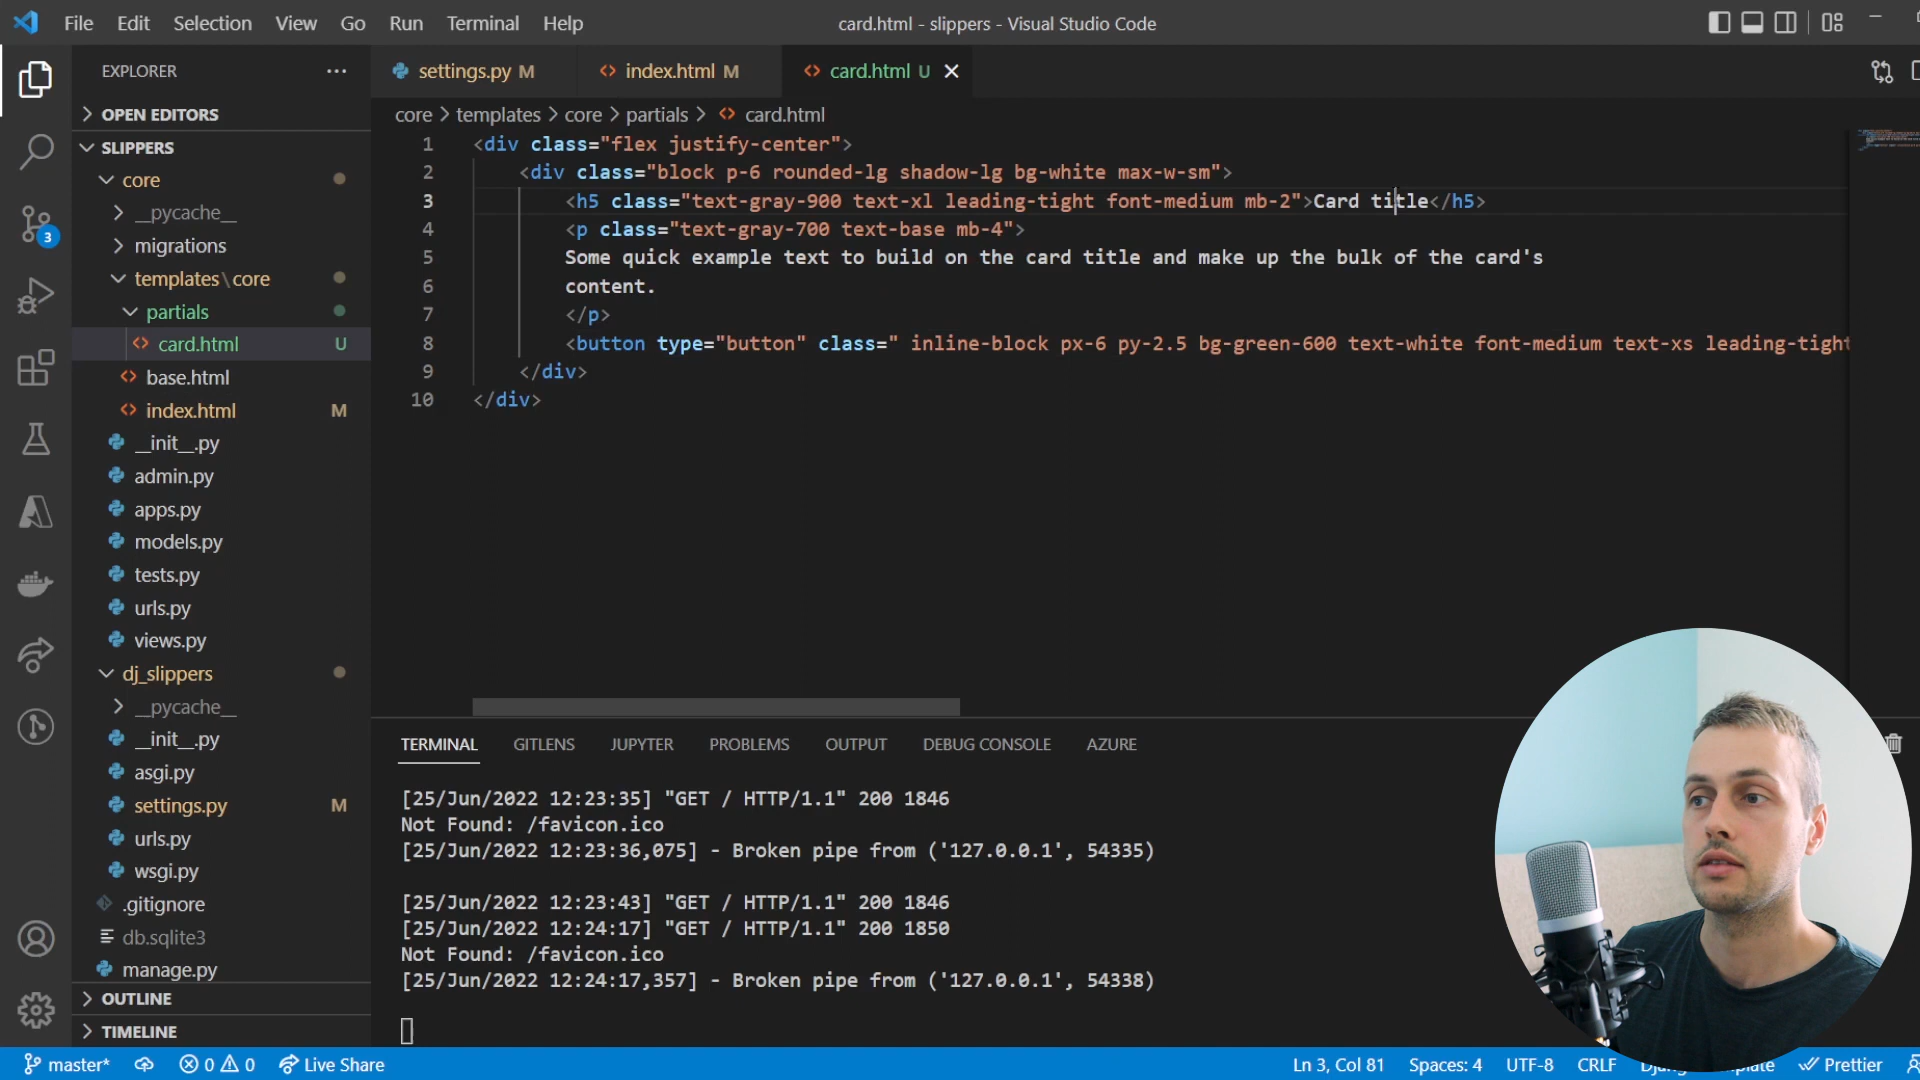 File Edit Selection View Go Run Terminal Help
card.html - slippers - Visual Studio Code
EXPLORER
settings.py M
index.html M
card.html U
OPEN EDITORS
core > templates > core > partials > card.html
SLIPPERS
core
__pycache__
migrations
templates\core
partials
card.html U
base.html
index.html M
__init__.py
admin.py
apps.py
models.py
tests.py
urls.py
views.py
dj_slippers
__pycache__
__init__.py
asgi.py
settings.py M
urls.py
wsgi.py
.gitignore
db.sqlite3
manage.py
OUTLINE
TIMELINE
3
1 <div class="flex justify-center">
2 <div class="block p-6 rounded-lg shadow-lg bg-white max-w-sm">
3 <h5 class="text-gray-900 text-xl leading-tight font-medium mb-2">Card title</h5>
4 <p class="text-gray-700 text-base mb-4">
5 Some quick example text to build on the card title and make up the bulk of the card's
6 content.
7 </p>
8 <button type="button" class=" inline-block px-6 py-2.5 bg-green-600 text-white font-medium text-xs leading-tight
9 </div>
10 </div>
TERMINAL GITLENS JUPYTER PROBLEMS OUTPUT DEBUG CONSOLE AZURE
[25/Jun/2022 12:23:35] "GET / HTTP/1.1" 200 1846
Not Found: /favicon.ico
[25/Jun/2022 12:23:36,075] - Broken pipe from ('127.0.0.1', 54335)
[25/Jun/2022 12:23:43] "GET / HTTP/1.1" 200 1846
[25/Jun/2022 12:24:17] "GET / HTTP/1.1" 200 1850
Not Found: /favicon.ico
[25/Jun/2022 12:24:17,357] - Broken pipe from ('127.0.0.1', 54338)
master* 0 0 Live Share
Ln 3, Col 81 Spaces: 4 UTF-8 CRLF Prettier